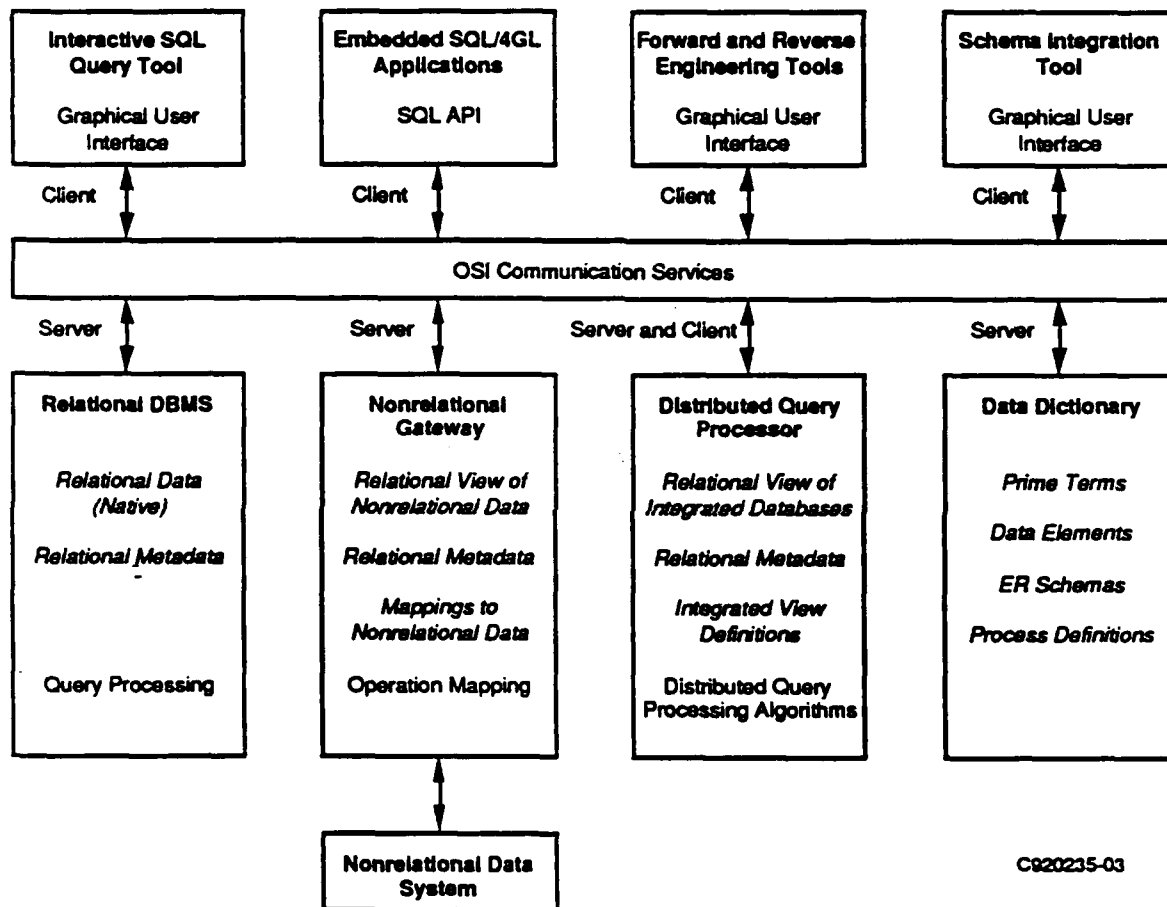 Interactive SQL
Query Tool
Graphical User
Interface
Embedded SQL/4GL
Applications
SQL API
Forward and Reverse
Engineering Tools
Graphical User
Interface
Schema Integration
Tool
Graphical User
Interface
Client
Client
Client
Client
OSI Communication Services
Server
Server
Server and Client
Server
Relational DBMS
Relational Data
(Native)
Relational Metadata
Query Processing
Nonrelational
Gateway
Relational View of
Nonrelational Data
Relational Metadata
Mappings to
Nonrelational Data
Operation Mapping
Distributed Query
Processor
Relational View of
Integrated Databases
Relational Metadata
Integrated View
Definitions
Distributed Query
Processing Algorithms
Data Dictionary
Prime Terms
Data Elements
ER Schemas
Process Definitions
Nonrelational Data
System
C920235-03